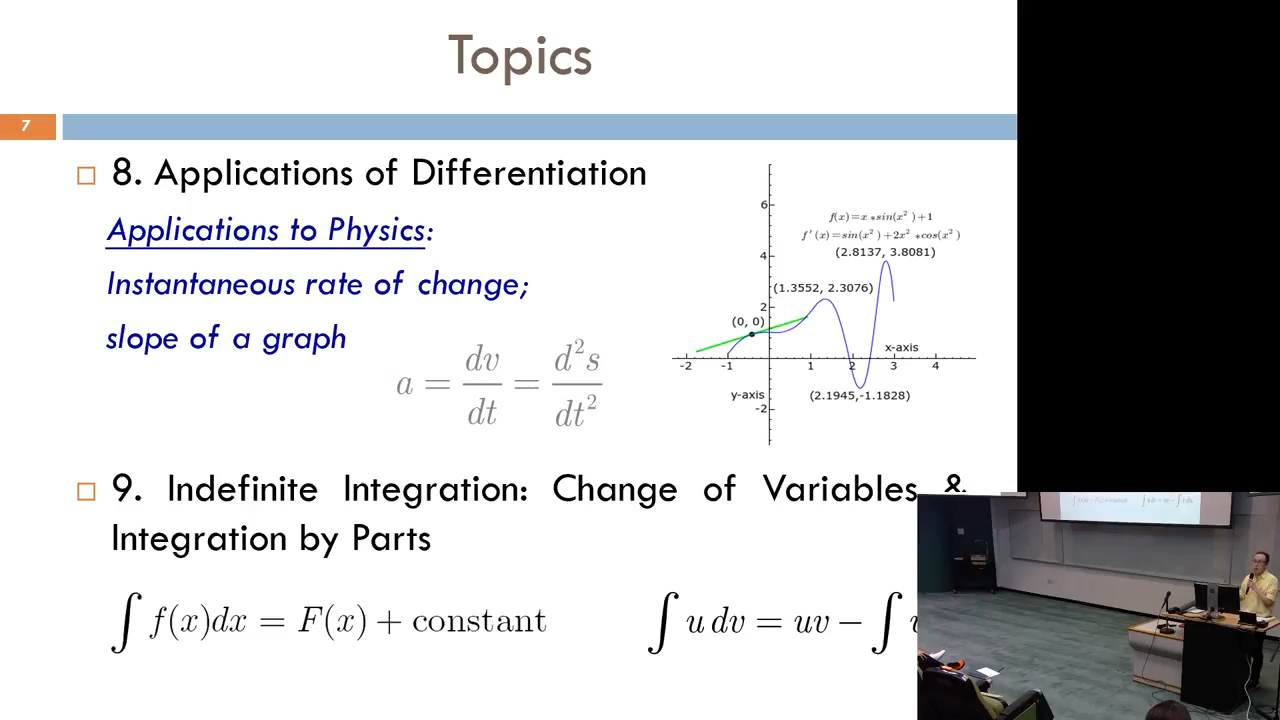 Topics
7
8. Applications of Differentiation
Applications to Physics:
Instantaneous rate of change;
slope of a graph
a = dv/dt = d²s/dt²
6
f(x)=x*sin(x²)+1
f'(x)=sin(x²)+2x²*cos(x²)
(2.8137, 3.8081)
4
(1.3552, 2.3076)
2
(0, 0)
x-axis
-2 -1 1 2 3 4
y-axis
(2.1945,-1.1828)
-2
9. Indefinite Integration: Change of Variables &
Integration by Parts
∫ f(x)dx = F(x) + constant
∫ u dv = uv − ∫